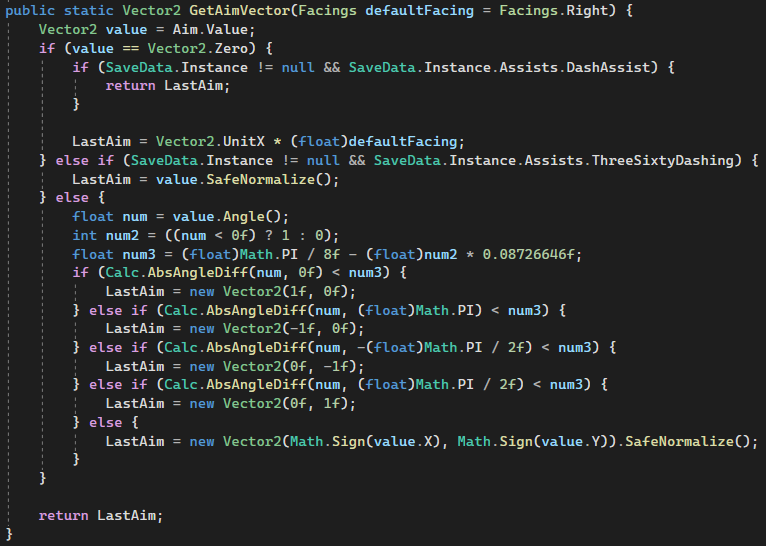 public static Vector2 GetAimVector(Facings defaultFacing = Facings.Right) {
    Vector2 value = Aim.Value;
    if (value == Vector2.Zero) {
        if (SaveData.Instance != null && SaveData.Instance.Assists.DashAssist) {
            return LastAim;
        }

        LastAim = Vector2.UnitX * (float)defaultFacing;
    } else if (SaveData.Instance != null && SaveData.Instance.Assists.ThreeSixtyDashing) {
        LastAim = value.SafeNormalize();
    } else {
        float num = value.Angle();
        int num2 = ((num < 0f) ? 1 : 0);
        float num3 = (float)Math.PI / 8f - (float)num2 * 0.08726646f;
        if (Calc.AbsAngleDiff(num, 0f) < num3) {
            LastAim = new Vector2(1f, 0f);
        } else if (Calc.AbsAngleDiff(num, (float)Math.PI) < num3) {
            LastAim = new Vector2(-1f, 0f);
        } else if (Calc.AbsAngleDiff(num, -(float)Math.PI / 2f) < num3) {
            LastAim = new Vector2(0f, -1f);
        } else if (Calc.AbsAngleDiff(num, (float)Math.PI / 2f) < num3) {
            LastAim = new Vector2(0f, 1f);
        } else {
            LastAim = new Vector2(Math.Sign(value.X), Math.Sign(value.Y)).SafeNormalize();
        }
    }

    return LastAim;
}